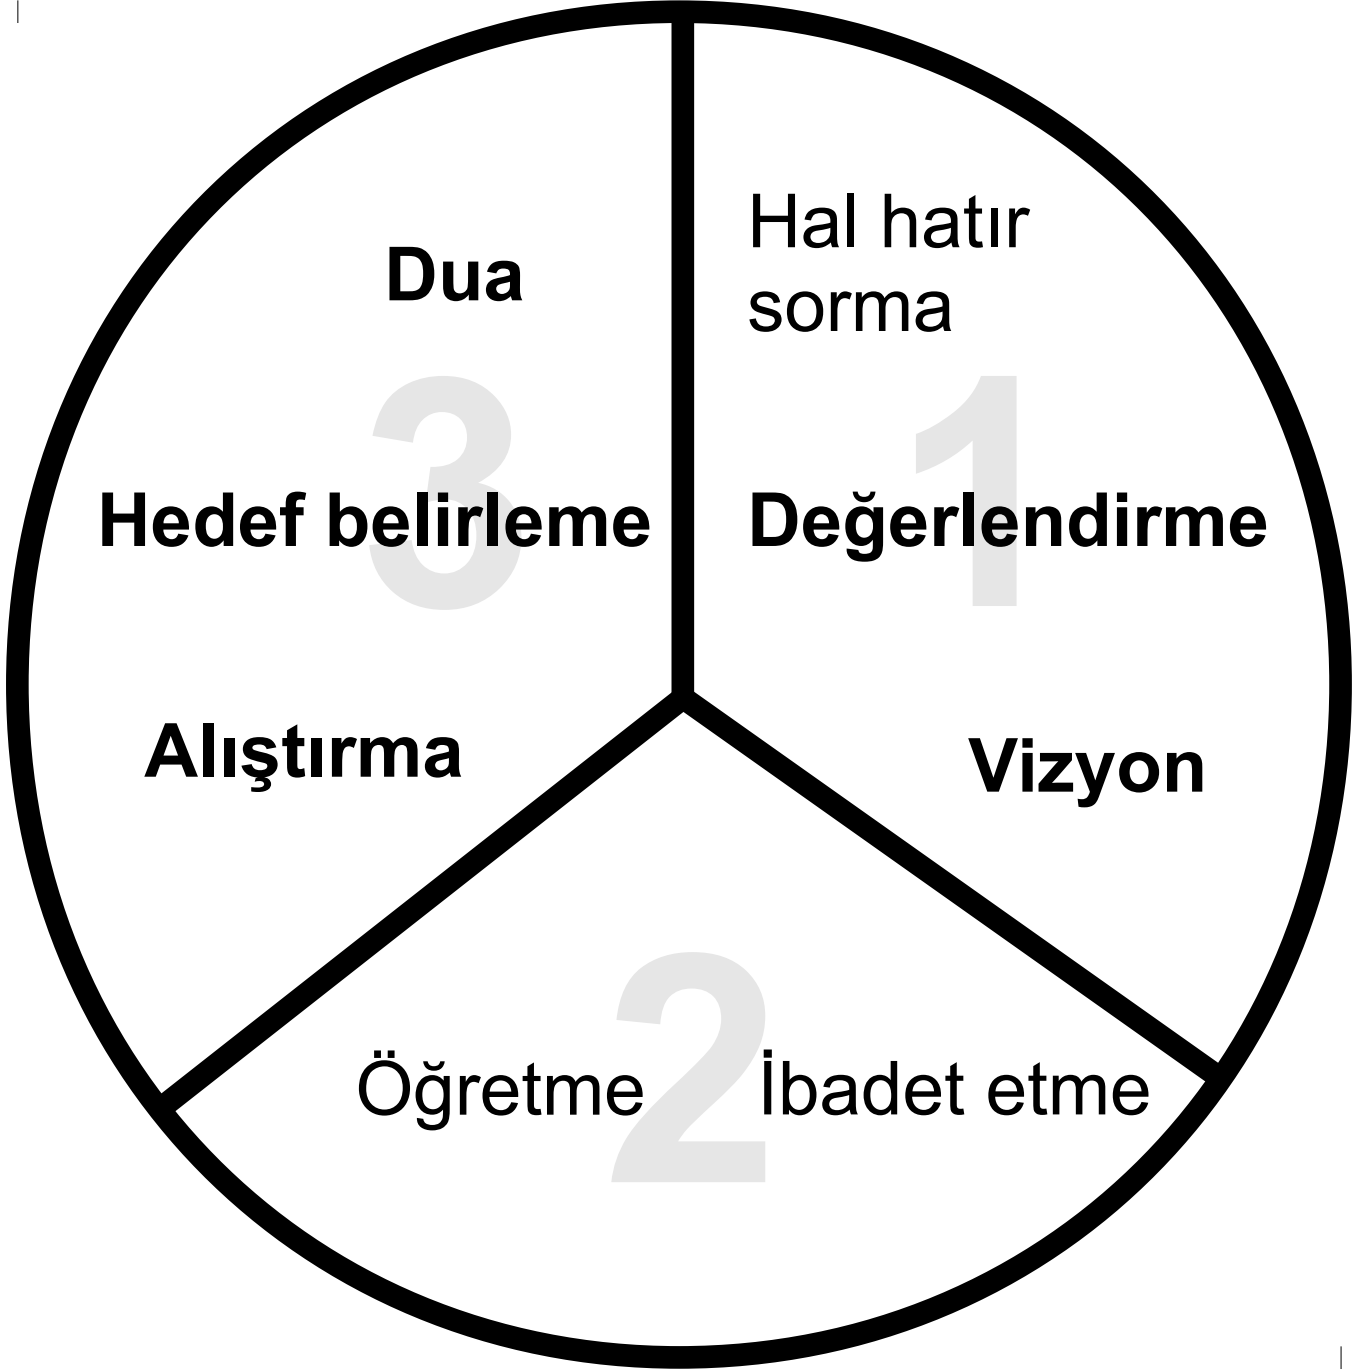 Hal hatır
sorma
1
Değerlendirme
Vizyon
2
Öğretme
İbadet etme
3
Dua
Hedef belirleme
Alıştırma